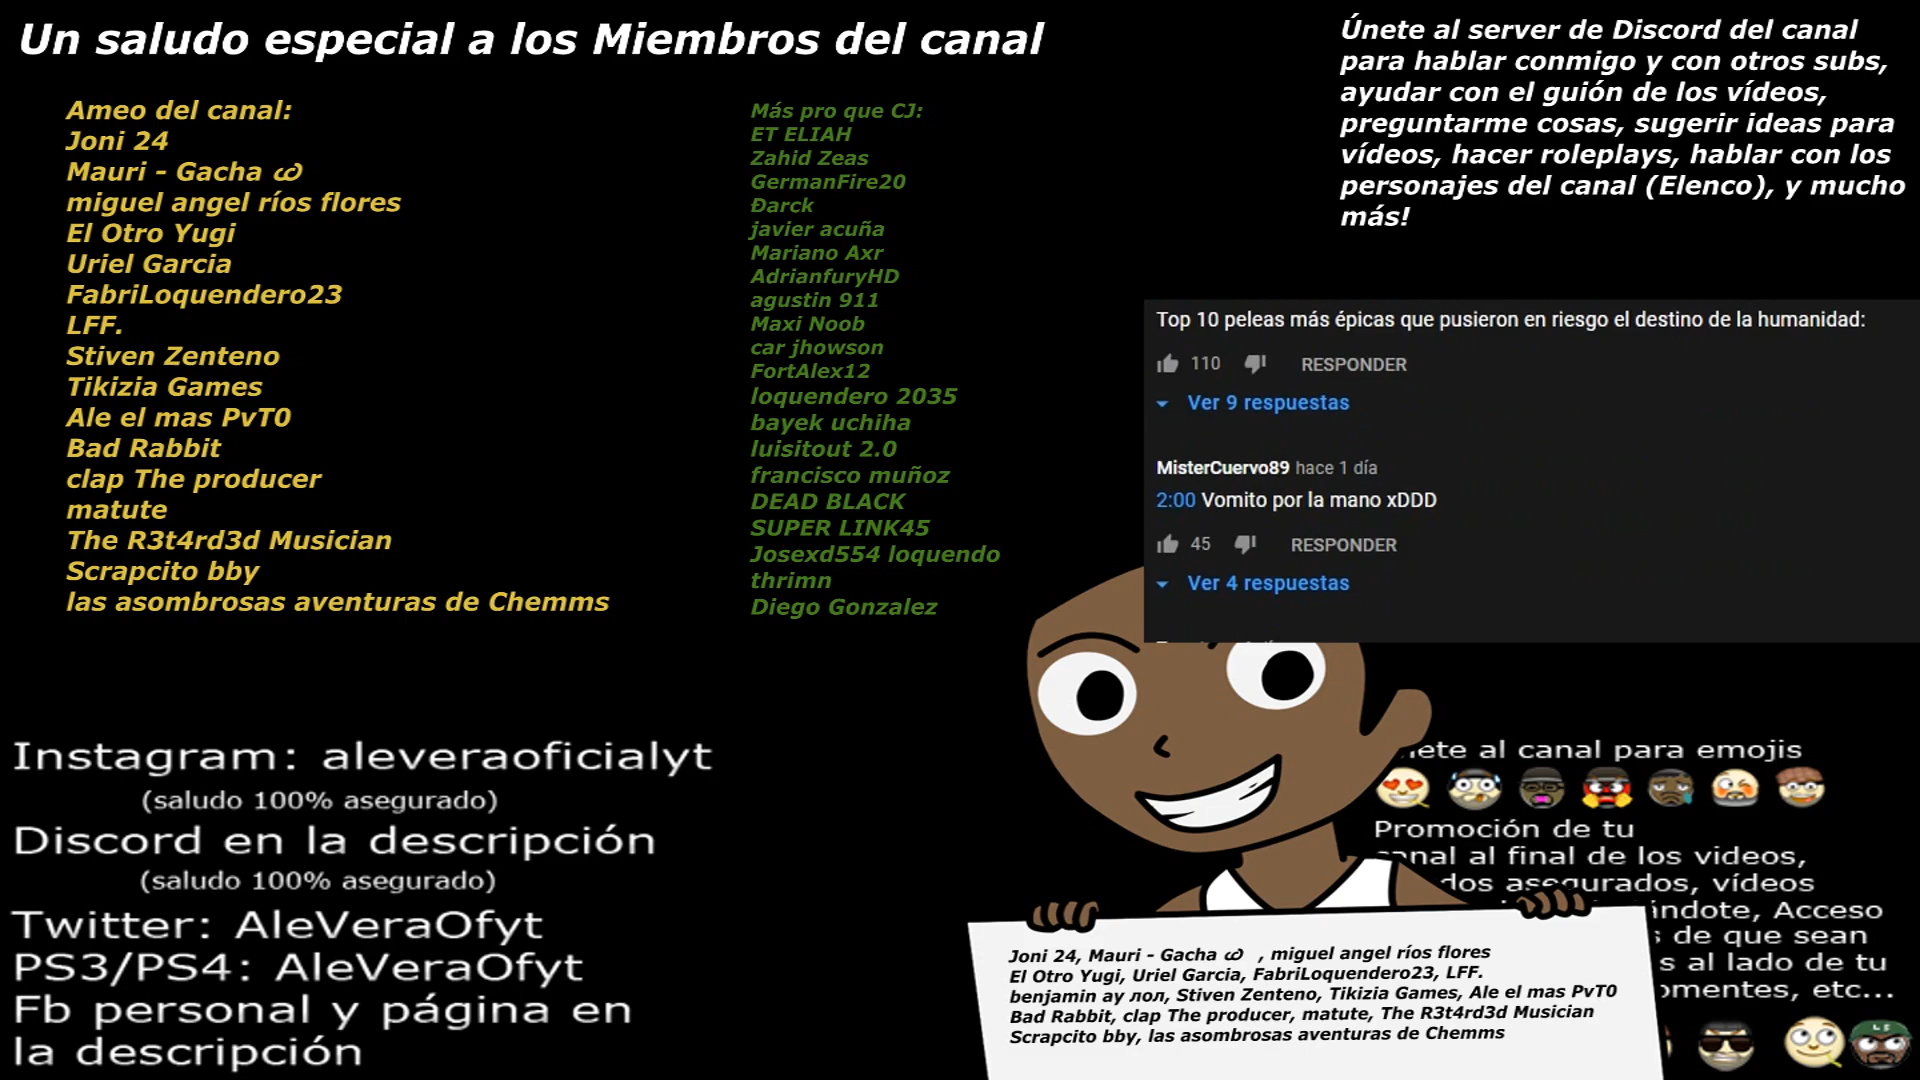 Un saludo especial a los Miembros del canal
Ameo del canal:
Joni 24
Mauri - Gacha ꧁
miguel angel ríos flores
El Otro Yugi
Uriel Garcia
FabriLoquendero23
LFF.
Stiven Zenteno
Tikizia Games
Ale el mas PvT0
Bad Rabbit
clap The producer
matute
The R3t4rd3d Musician
Scrapcito bby
las asombrosas aventuras de Chemms
Más pro que CJ:
ET ELIAH
Zahid Zeas
GermanFire20
Đarck
javier acuña
Mariano Axr
AdrianfuryHD
agustin 911
Maxi Noob
car jhowson
FortAlex12
loquendero 2035
bayek uchiha
luisitout 2.0
francisco muñoz
DEAD BLACK
SUPER LINK45
Josexd554 loquendo
thrimn
Diego Gonzalez
Únete al server de Discord del canal
para hablar conmigo y con otros subs,
ayudar con el guión de los vídeos,
preguntarme cosas, sugerir ideas para
vídeos, hacer roleplays, hablar con los
personajes del canal (Elenco), y mucho
más!
Top 10 peleas más épicas que pusieron en riesgo el destino de la humanidad:
110 RESPONDER
Ver 9 respuestas
MisterCuervo89 hace 1 día
2:00 Vomito por la mano xDDD
45 RESPONDER
Ver 4 respuestas
Instagram: aleveraoficialyt
(saludo 100% asegurado)
Discord en la descripción
(saludo 100% asegurado)
Twitter: AleVeraOfyt
PS3/PS4: AleVeraOfyt
Fb personal y página en
la descripción
al canal para emojis
Promoción de tu
al final de los videos,
asegurados, vídeos
Acceso
de que sean
al lado de tu
etc...
Joni 24, Mauri - Gacha , miguel angel ríos flores
El Otro Yugi, Uriel Garcia, FabriLoquendero23, LFF.
benjamin ay лол, Stiven Zenteno, Tikizia Games, Ale el mas PvT0
Bad Rabbit, clap The producer, matute, The R3t4rd3d Musician
Scrapcito bby, las asombrosas aventuras de Chemms